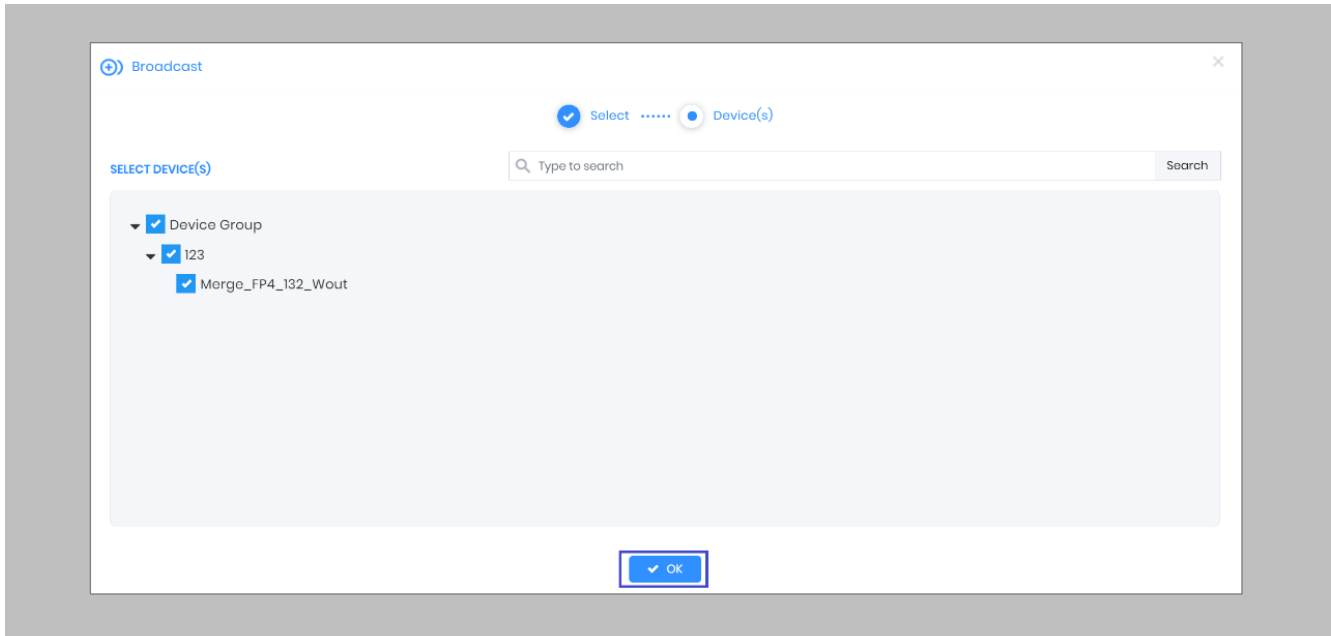 Broadcast
Select Device(s)
SELECT DEVICE(S)
Type to search Search
Device Group
123
Merge_FP4_132_Wout
OK